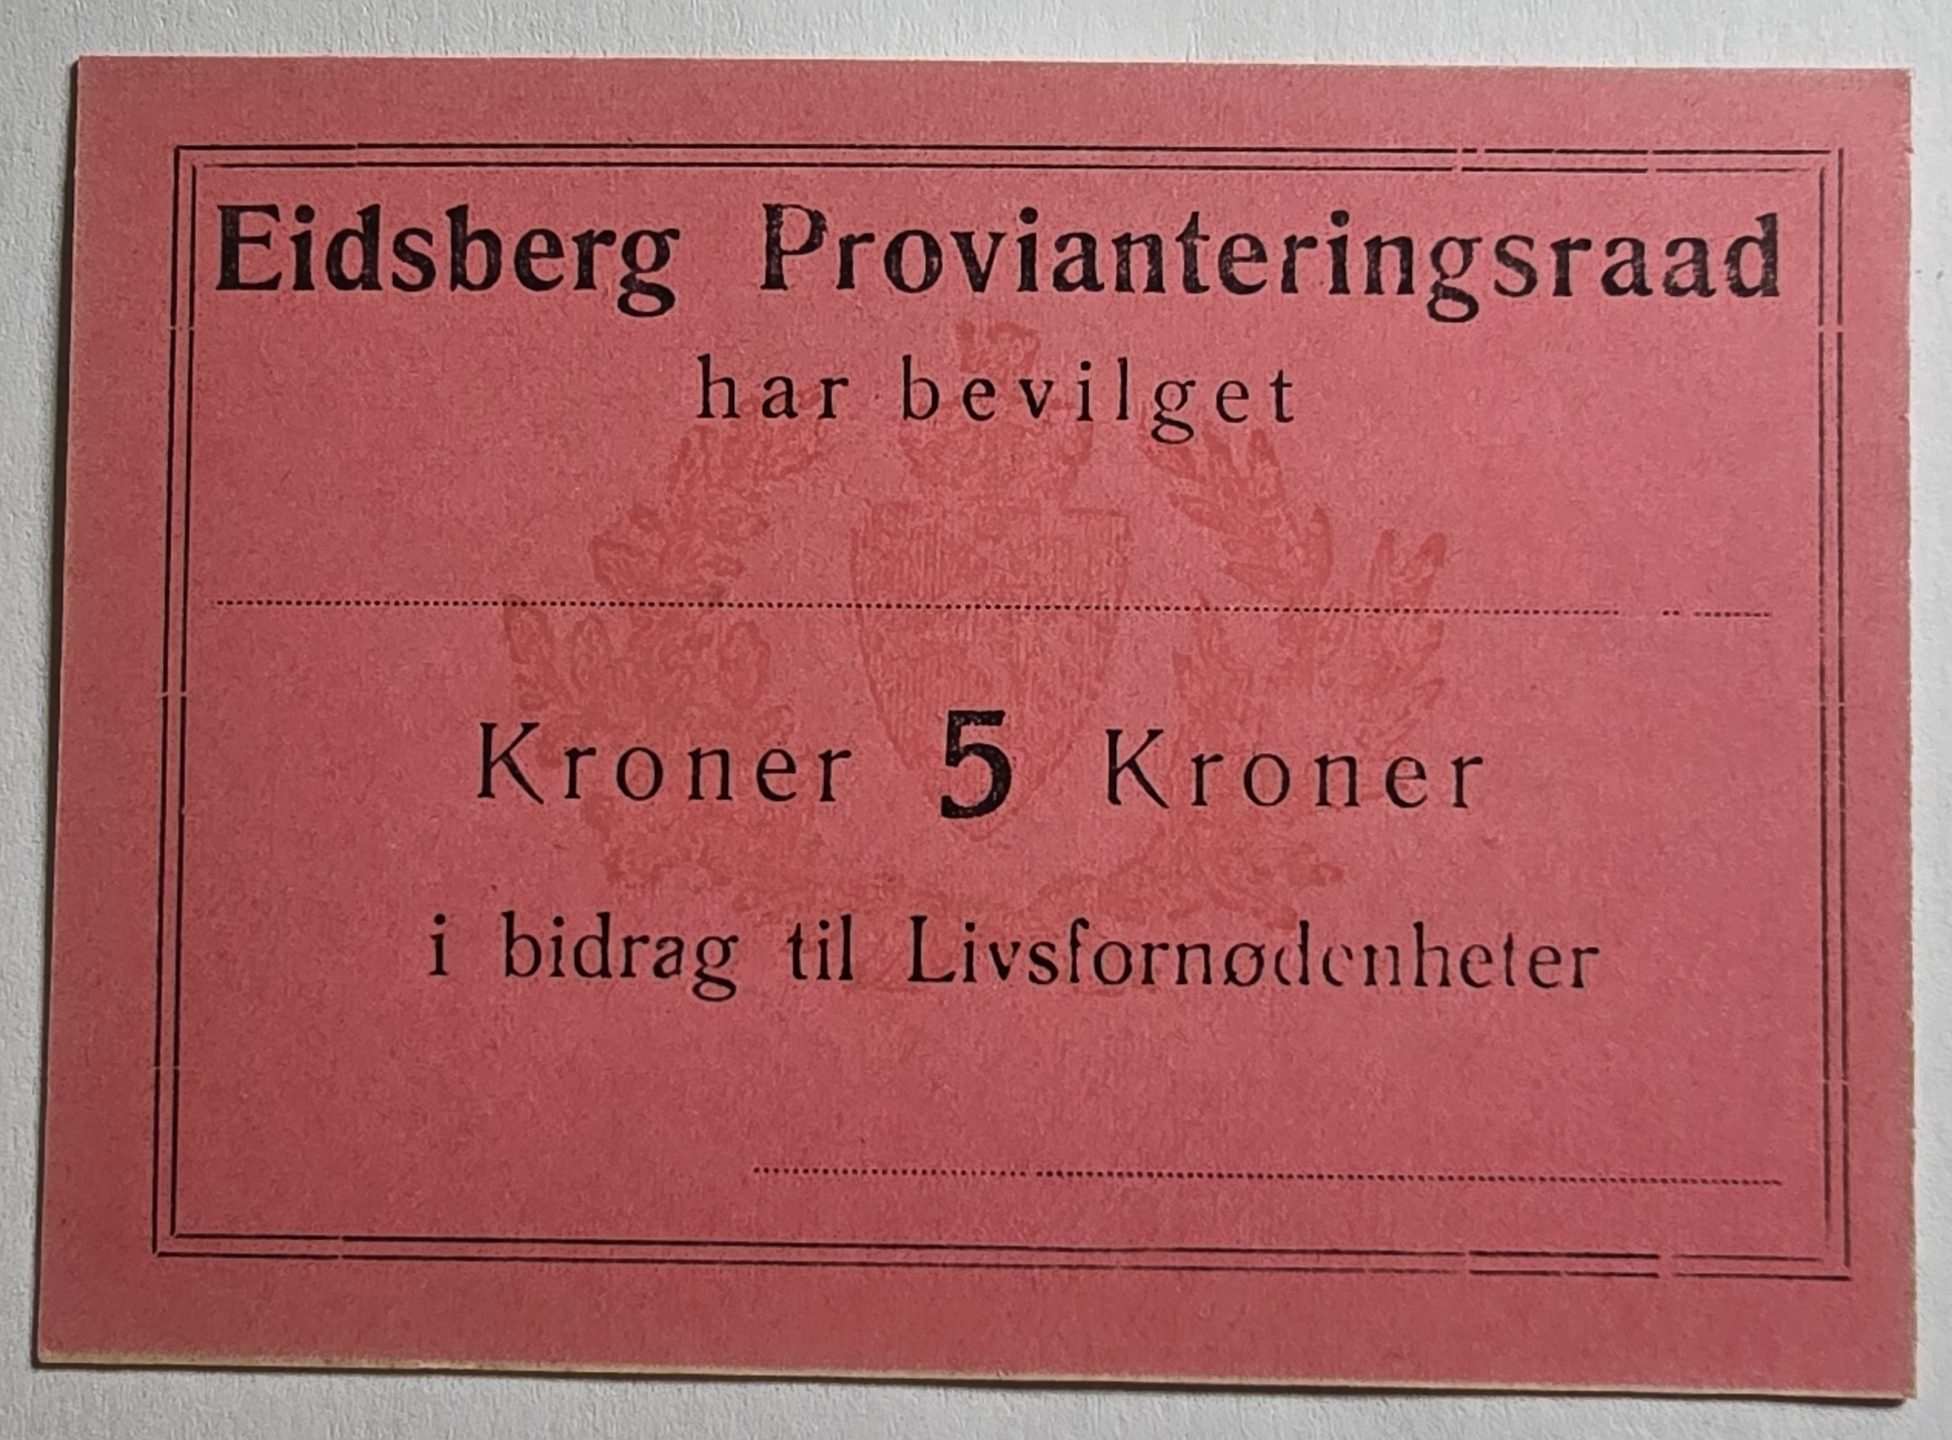 Eidsberg Provianteringsraad
har bevilget
Kroner 5 Kroner
i bidrag til Livsfornødenheter